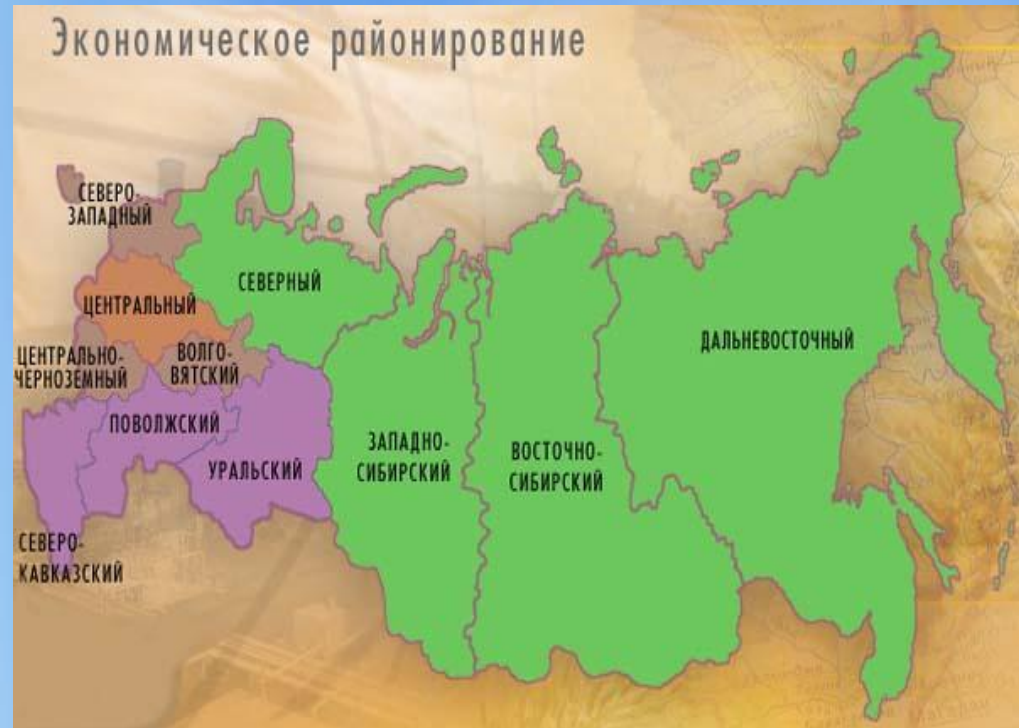 Экономическое районирование
СЕВЕРО-
ЗАПАДНЫЙ
СЕВЕРНЫЙ
ЦЕНТРАЛЬНЫЙ
ЦЕНТРАЛЬНО-
ЧЕРНОЗЕМНЫЙ
ВОЛГО-
ВЯТСКИЙ
ДАЛЬНЕВОСТОЧНЫЙ
ПОВОЛЖСКИЙ
УРАЛЬСКИЙ
ЗАПАДНО-
СИБИРСКИЙ
ВОСТОЧНО-
СИБИРСКИЙ
СЕВЕРО-
КАВКАЗСКИЙ